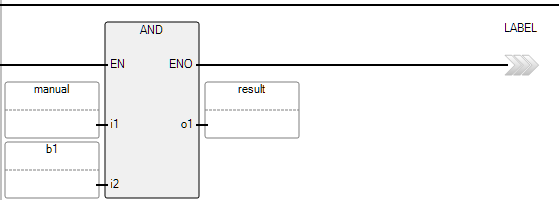 AND
LABEL
EN ENO
manual
result
i1
o1
b1
i2